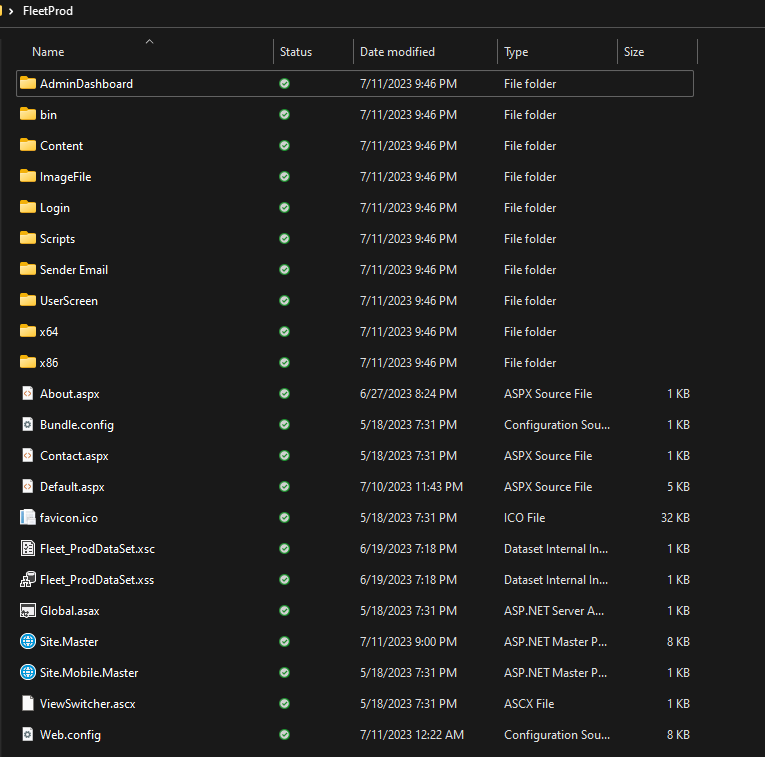 FleetProd
Name Status Date modified Type Size
AdminDashboard 7/11/2023 9:46 PM File folder
bin 7/11/2023 9:46 PM File folder
Content 7/11/2023 9:46 PM File folder
ImageFile 7/11/2023 9:46 PM File folder
Login 7/11/2023 9:46 PM File folder
Scripts 7/11/2023 9:46 PM File folder
Sender Email 7/11/2023 9:46 PM File folder
UserScreen 7/11/2023 9:46 PM File folder
x64 7/11/2023 9:46 PM File folder
x86 7/11/2023 9:46 PM File folder
About.aspx 6/27/2023 8:24 PM ASPX Source File 1 KB
Bundle.config 5/18/2023 7:31 PM Configuration Sou... 1 KB
Contact.aspx 5/18/2023 7:31 PM ASPX Source File 1 KB
Default.aspx 7/10/2023 11:43 PM ASPX Source File 5 KB
favicon.ico 5/18/2023 7:31 PM ICO File 32 KB
Fleet_ProdDataSet.xsc 6/19/2023 7:18 PM Dataset Internal In... 1 KB
Fleet_ProdDataSet.xss 6/19/2023 7:18 PM Dataset Internal In... 1 KB
Global.asax 5/18/2023 7:31 PM ASP.NET Server A... 1 KB
Site.Master 7/11/2023 9:00 PM ASP.NET Master P... 8 KB
Site.Mobile.Master 5/18/2023 7:31 PM ASP.NET Master P... 1 KB
ViewSwitcher.ascx 5/18/2023 7:31 PM ASCX File 1 KB
Web.config 7/11/2023 12:22 AM Configuration Sou... 8 KB